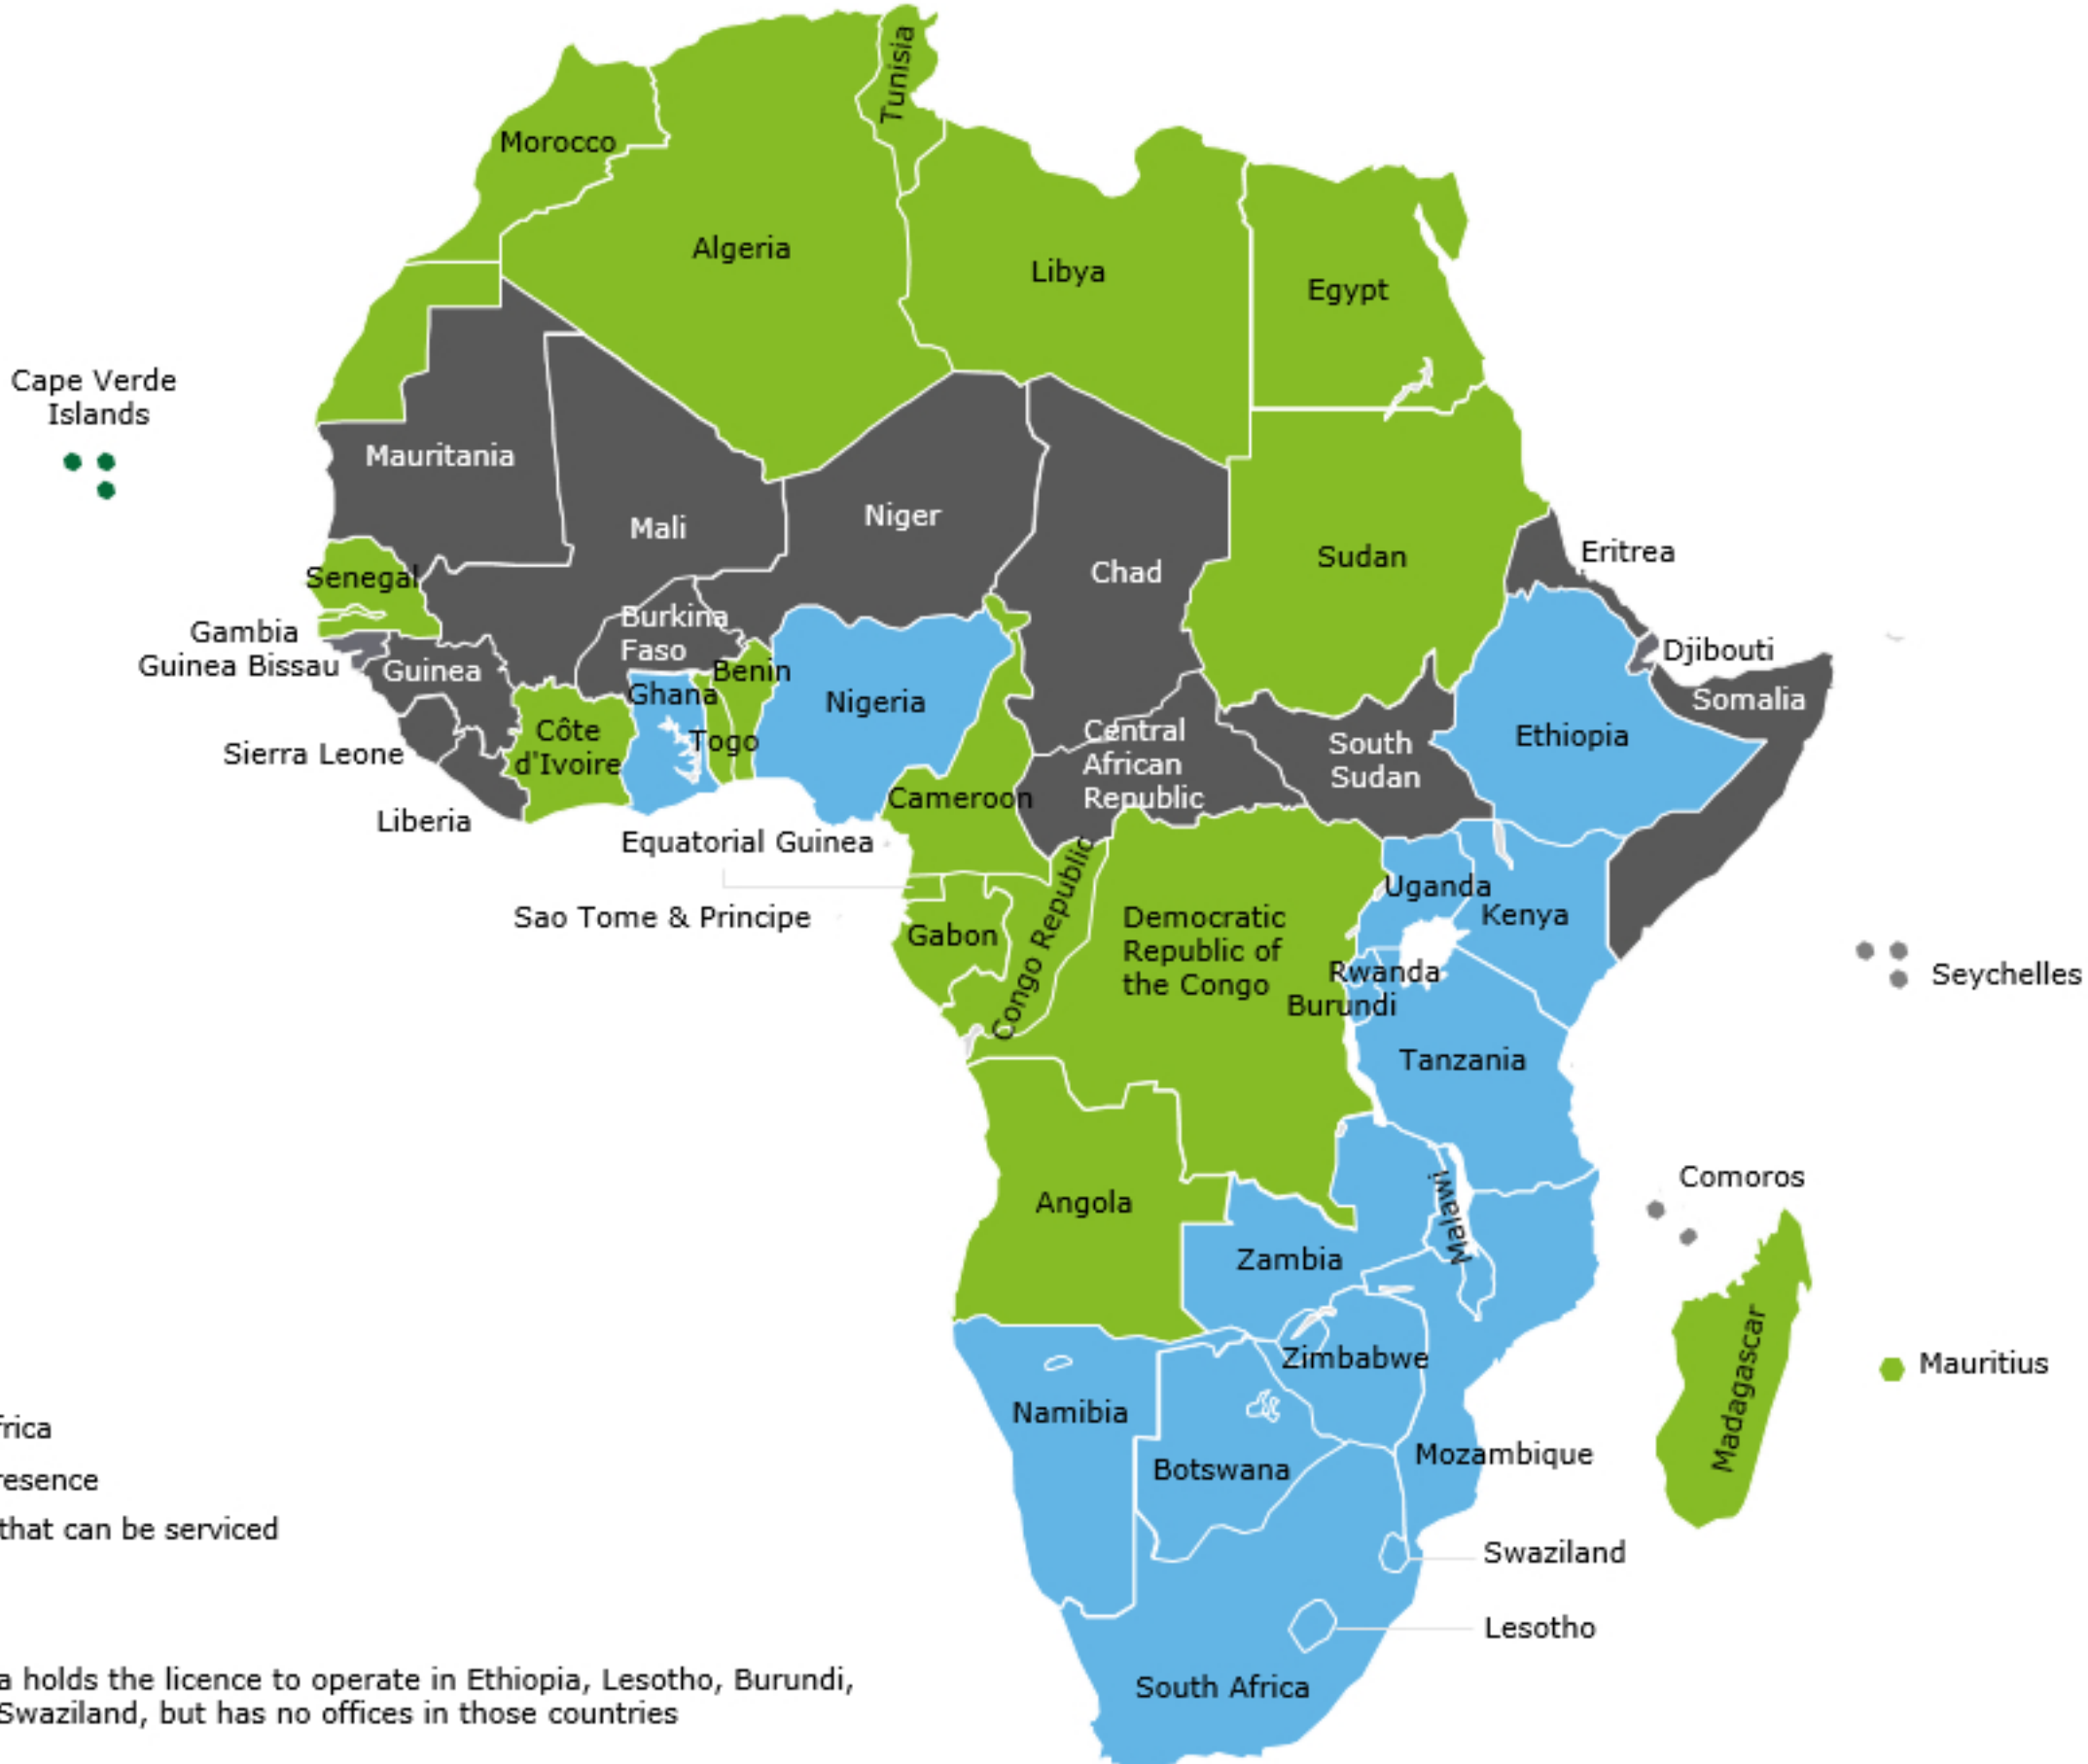 Tunisia
Morocco
Algeria
Libya
Egypt
Cape Verde
Islands
Mauritania
Mali
Niger
Chad
Sudan
Eritrea
Senegal
Gambia
Guinea Bissau
Guinea
Burkina
Faso
Benin
Djibouti
Somalia
Ghana
Nigeria
Togo
Côte
d'Ivoire
Sierra Leone
Liberia
Central
African
Republic
South
Sudan
Ethiopia
Cameroon
Equatorial Guinea
Sao Tome & Principe
Gabon
Congo Republic
Democratic
Republic of
the Congo
Uganda
Kenya
Rwanda
Burundi
Tanzania
Seychelles
Comoros
Angola
Zambia
Malawi
Zimbabwe
Namibia
Botswana
Mozambique
Madagascar
Mauritius
Swaziland
Lesotho
South Africa
frica
resence
that can be serviced
a holds the licence to operate in Ethiopia, Lesotho, Burundi,
Swaziland, but has no offices in those countries